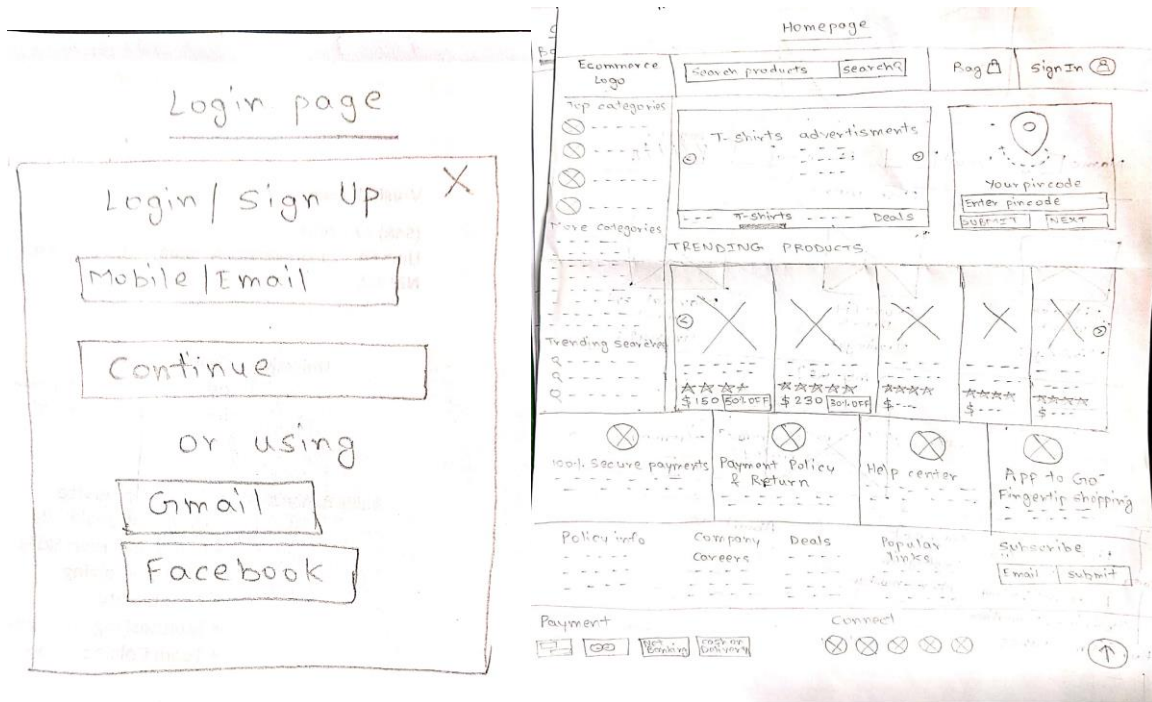 Login page
Login / Sign Up X
Mobile / Email
Continue
or using
Gmail
Facebook
Homepage
Ecommerce
Logo
Search products
search
Bag
Sign In
Top categories
T-shirts advertisments
Your pincode
Enter pincode
SUBMIT
NEXT
T-shirts
Deals
More categories
TRENDING PRODUCTS
Trending searches
$150 50% OFF
$230 30% OFF
$---
$---
$---
100% Secure payments
Payment Policy
& Return
Help center
App to Go
Fingertip shopping
Policy info
Company
Careers
Deals
Popular
links
Subscribe
Email
submit
Payment
Net
Banking
Cash on
Delivery
Connect